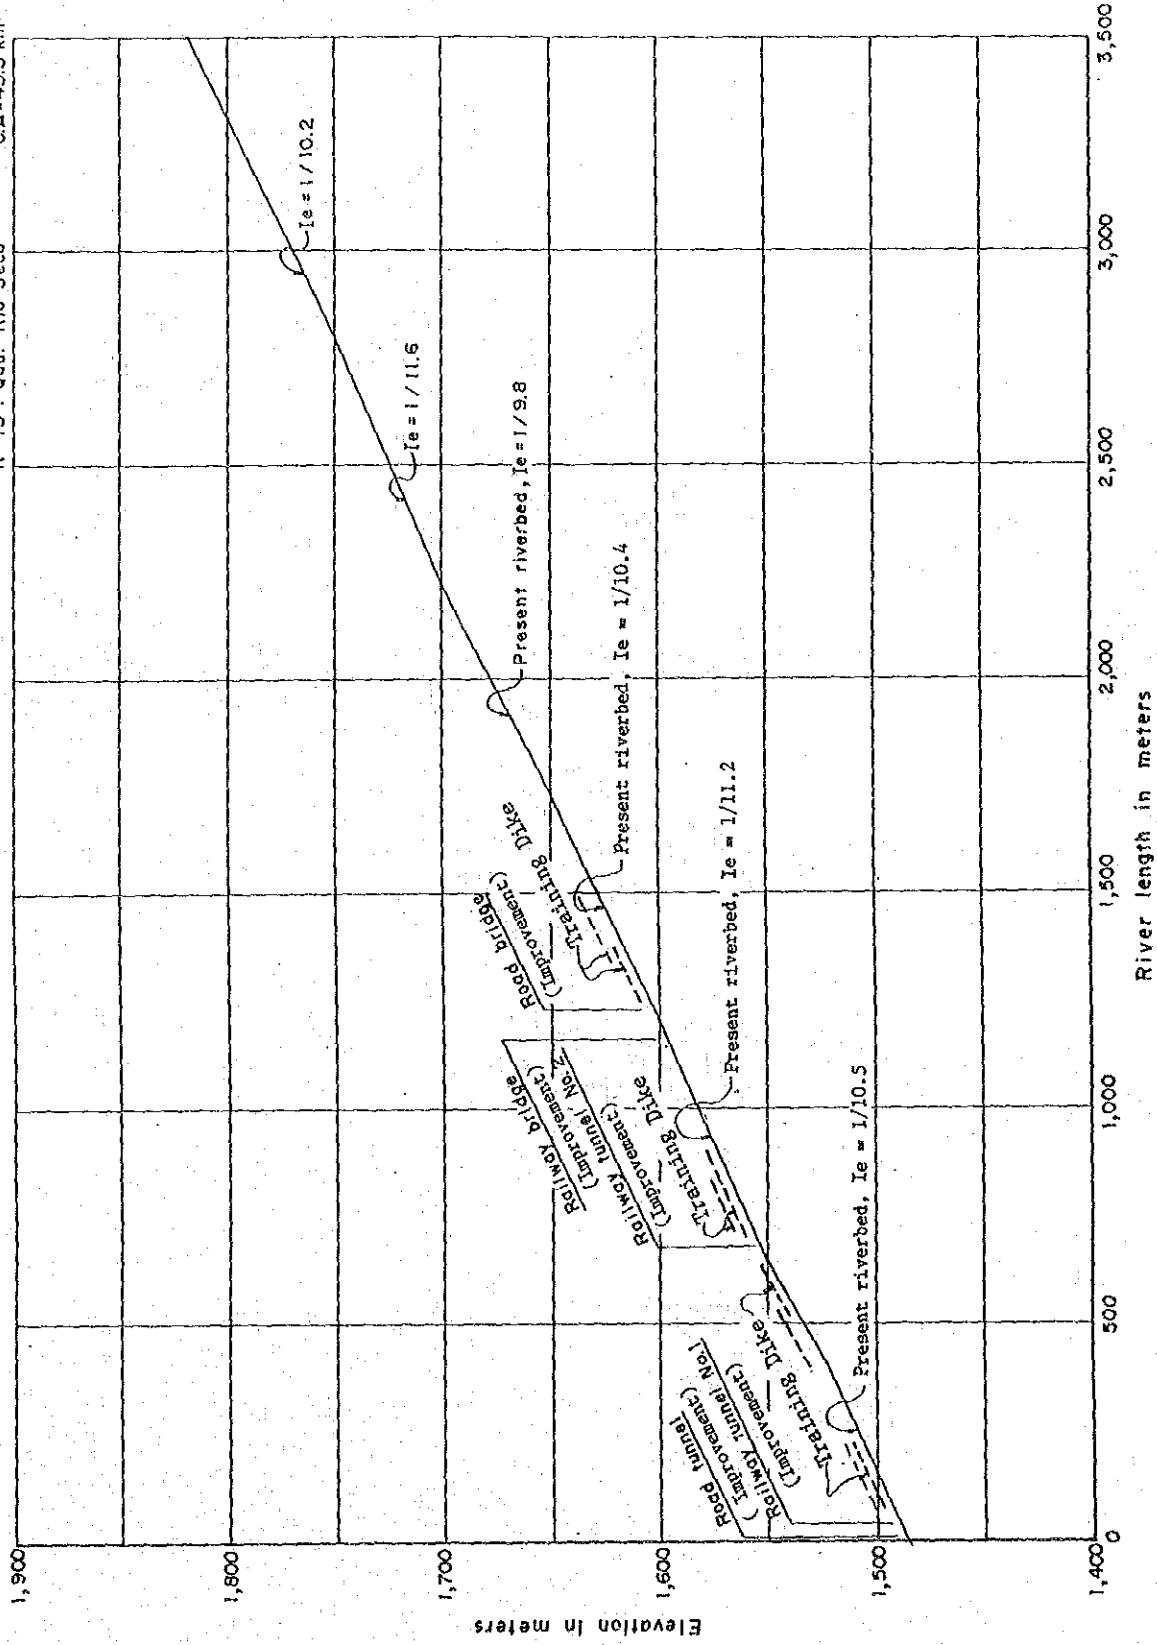 Qda. Rio Seco
1,900
1,800
1,700
1,600
1,500
1,400
Elevation in meters
0
500
1,000
1,500
2,000
2,500
3,000
3,500
River length in meters
Road tunnel
(Improvement)
Railway tunnel No.1
(Improvement)
Training Dike
Present riverbed, Ie = 1/10.5
Railway bridge
(Improvement)
Railway tunnel No.2
(Improvement)
Training Dike
Present riverbed, Ie = 1/11.2
Road bridge
(Improvement)
Training Dike
Present riverbed, Ie = 1/10.4
Present riverbed, Ie = 1/9.8
Ie = 1/11.6
Ie = 1/10.2